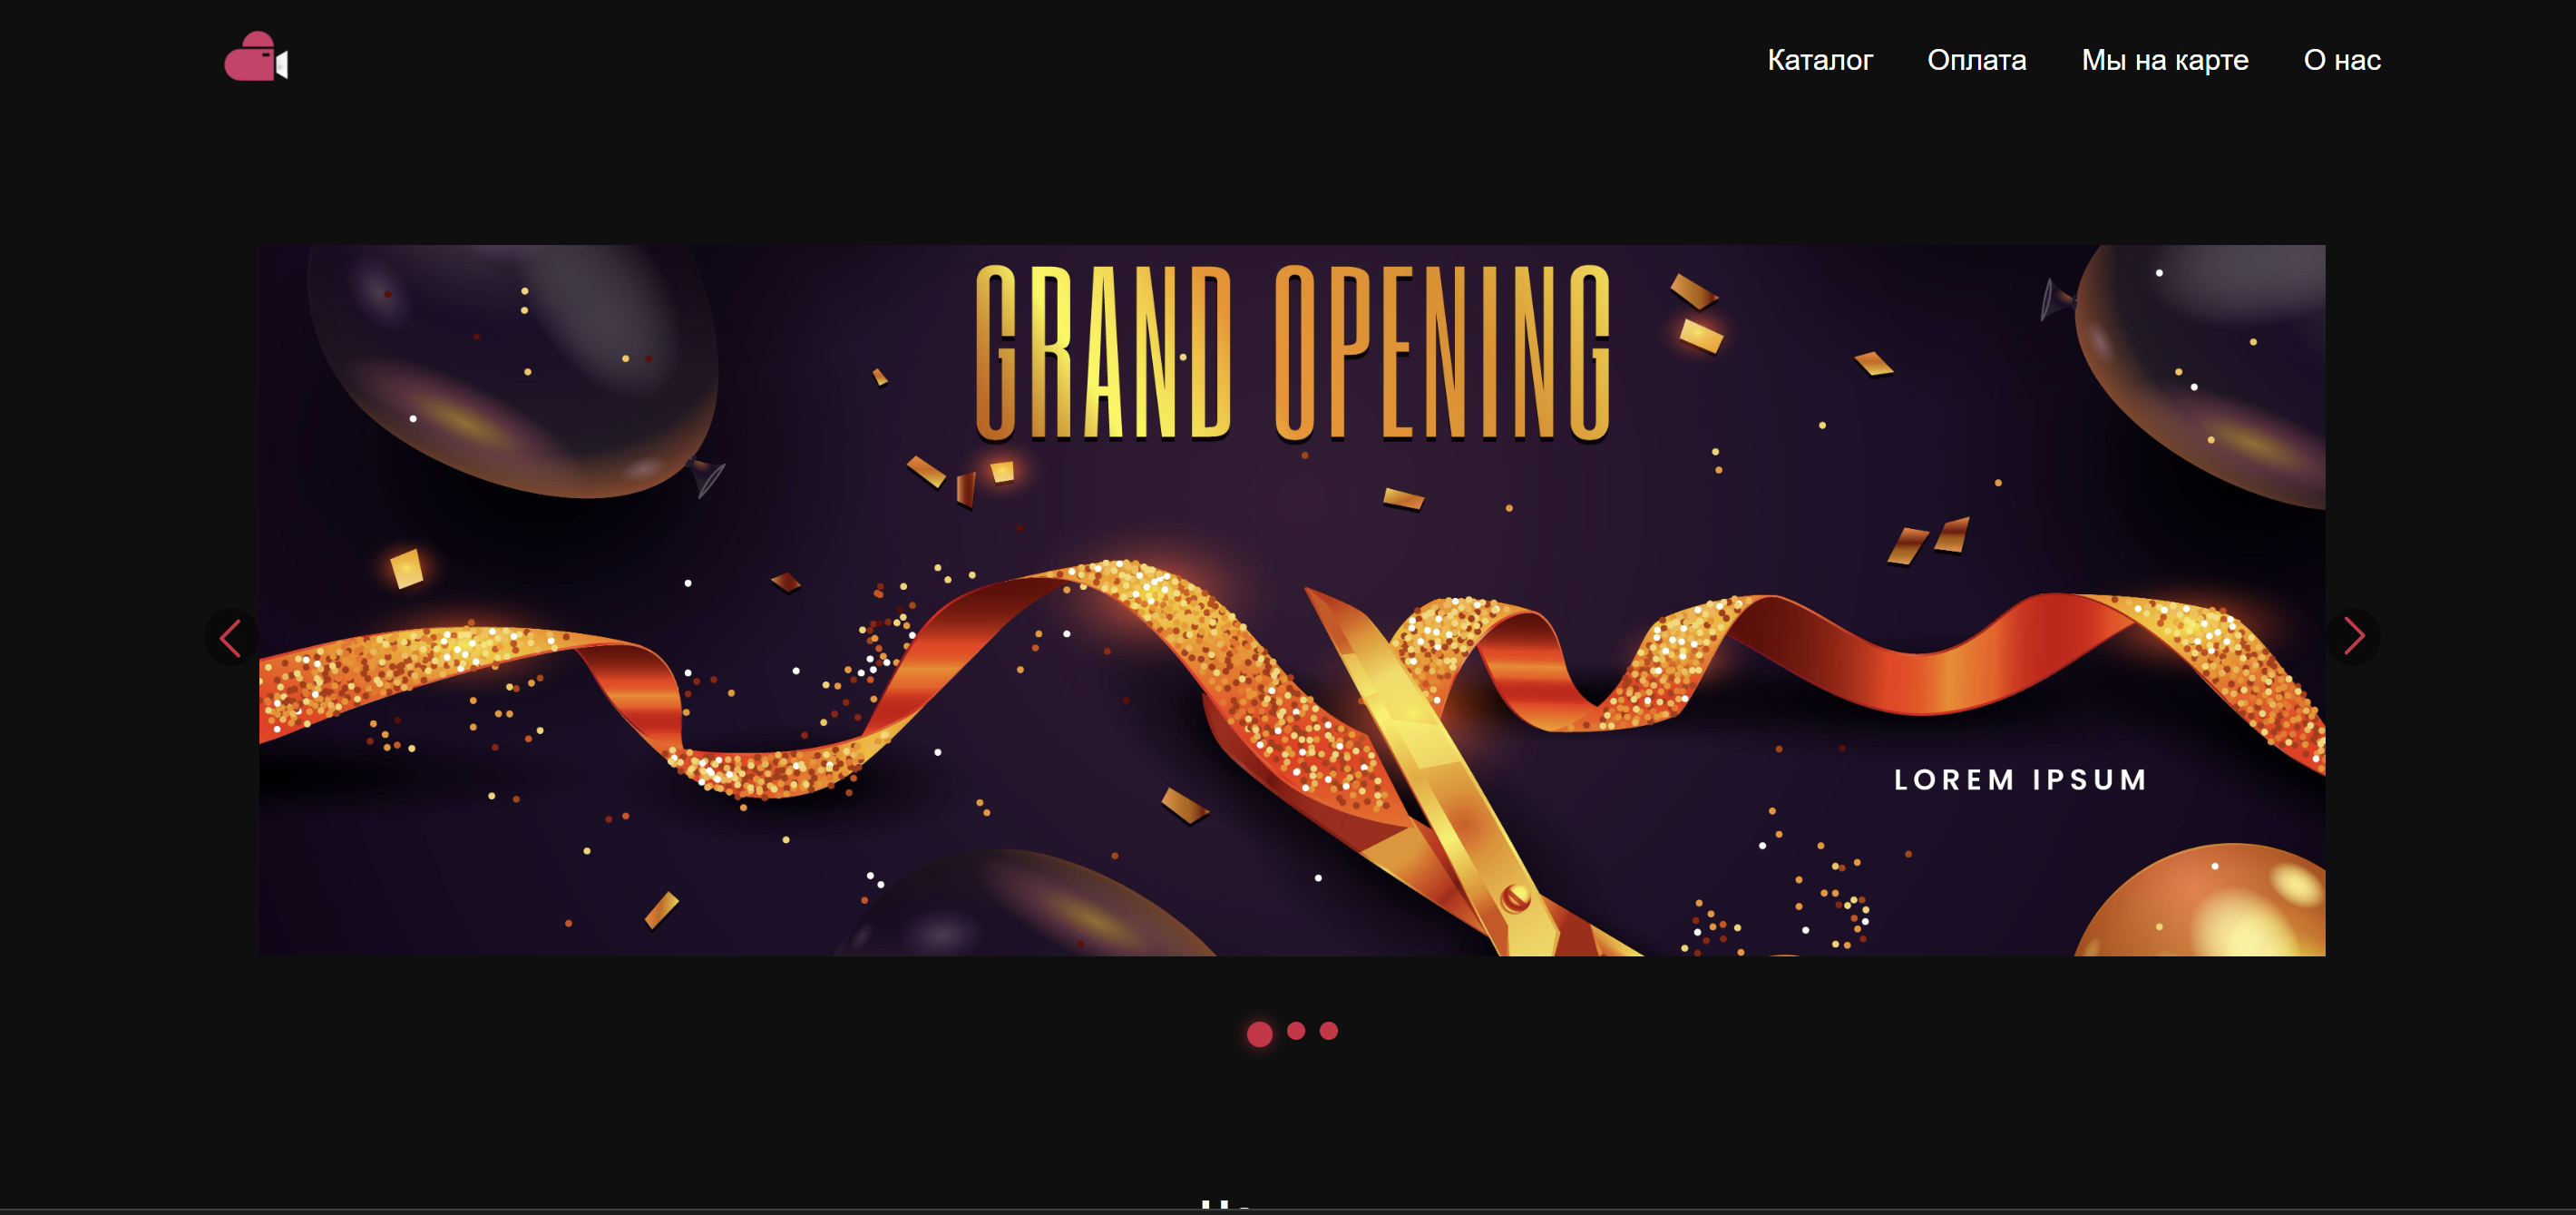 Каталог Оплата Мы на карте О нас
GRAND OPENING
LOREM IPSUM